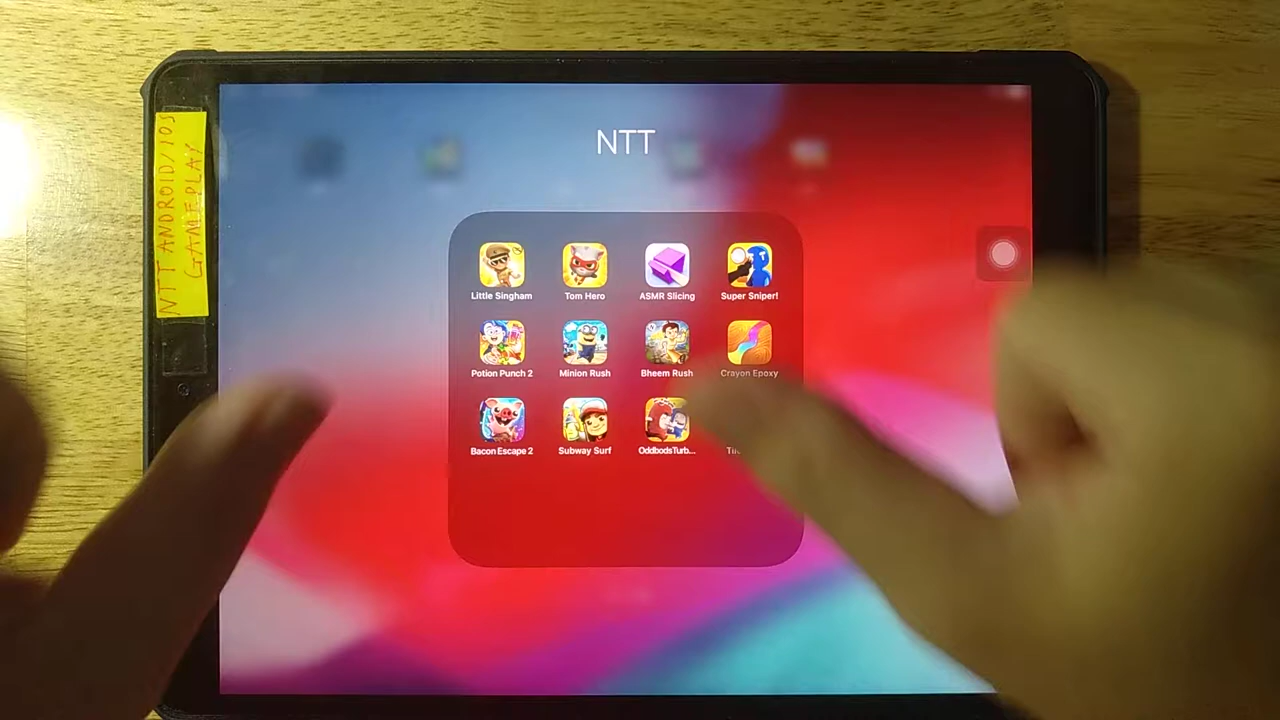 NTT ANDROID/IOS
GAMEPLAY
NTT
Little Singham
Tom Hero
ASMR Slicing
Super Sniper!
Potion Punch 2
Minion Rush
Bheem Rush
Crayon Epoxy
Bacon Escape 2
Subway Surf
OddbodsTurb...